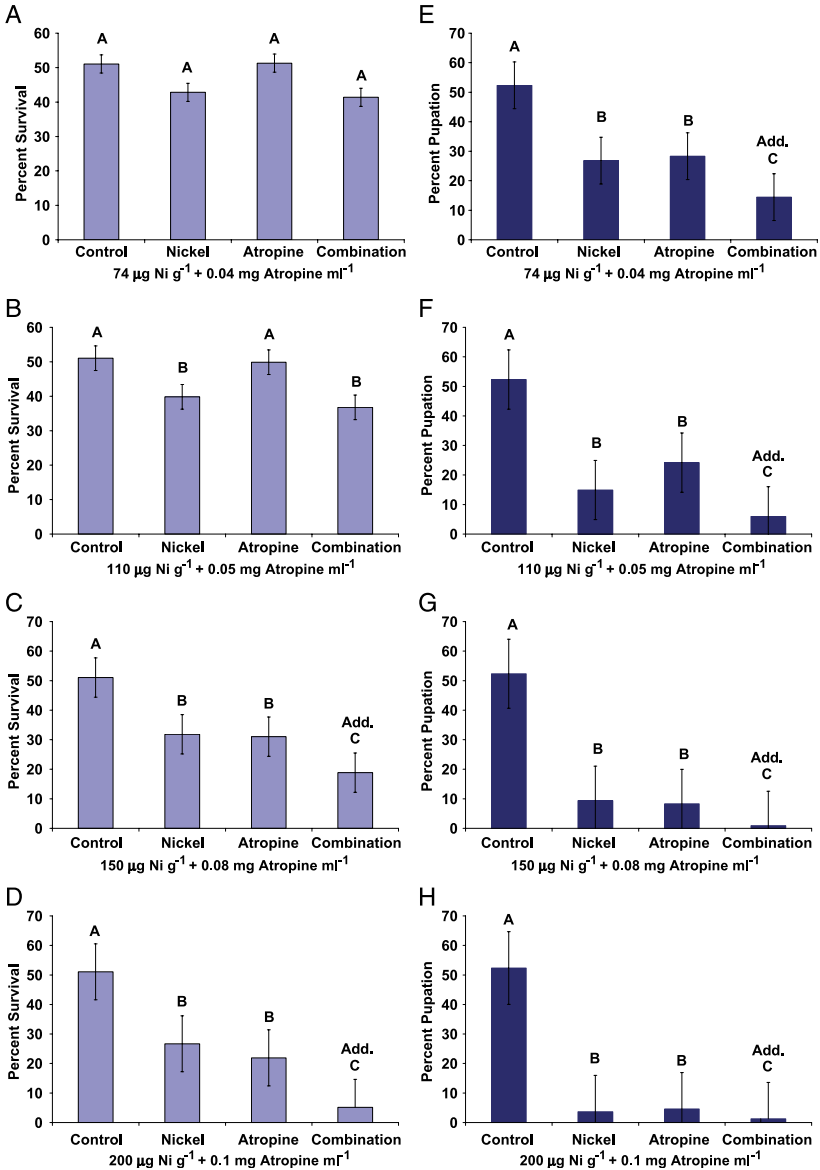 A
Percent Survival
60
50
40
30
20
10
0
A
A
A
A
Control Nickel Atropine Combination
74 µg Ni g⁻¹ + 0.04 mg Atropine ml⁻¹
E
Percent Pupation
70
60
50
40
30
20
10
0
A
B
B
Add.
C
Control Nickel Atropine Combination
74 µg Ni g⁻¹ + 0.04 mg Atropine ml⁻¹
B
Percent Survival
60
50
40
30
20
10
0
A
B
A
B
Control Nickel Atropine Combination
110 µg Ni g⁻¹ + 0.05 mg Atropine ml⁻¹
F
Percent Pupation
70
60
50
40
30
20
10
0
A
B
B
Add.
C
Control Nickel Atropine Combination
110 µg Ni g⁻¹ + 0.05 mg Atropine ml⁻¹
C
Percent Survival
70
60
50
40
30
20
10
0
A
B
B
Add.
C
Control Nickel Atropine Combination
150 µg Ni g⁻¹ + 0.08 mg Atropine ml⁻¹
G
Percent Pupation
70
60
50
40
30
20
10
0
A
B
B
Add.
C
Control Nickel Atropine Combination
150 µg Ni g⁻¹ + 0.08 mg Atropine ml⁻¹
D
Percent Survival
70
60
50
40
30
20
10
0
A
B
B
Add.
C
Control Nickel Atropine Combination
200 µg Ni g⁻¹ + 0.1 mg Atropine ml⁻¹
H
Percent Pupation
70
60
50
40
30
20
10
0
A
B
B
Add.
C
Control Nickel Atropine Combination
200 µg Ni g⁻¹ + 0.1 mg Atropine ml⁻¹